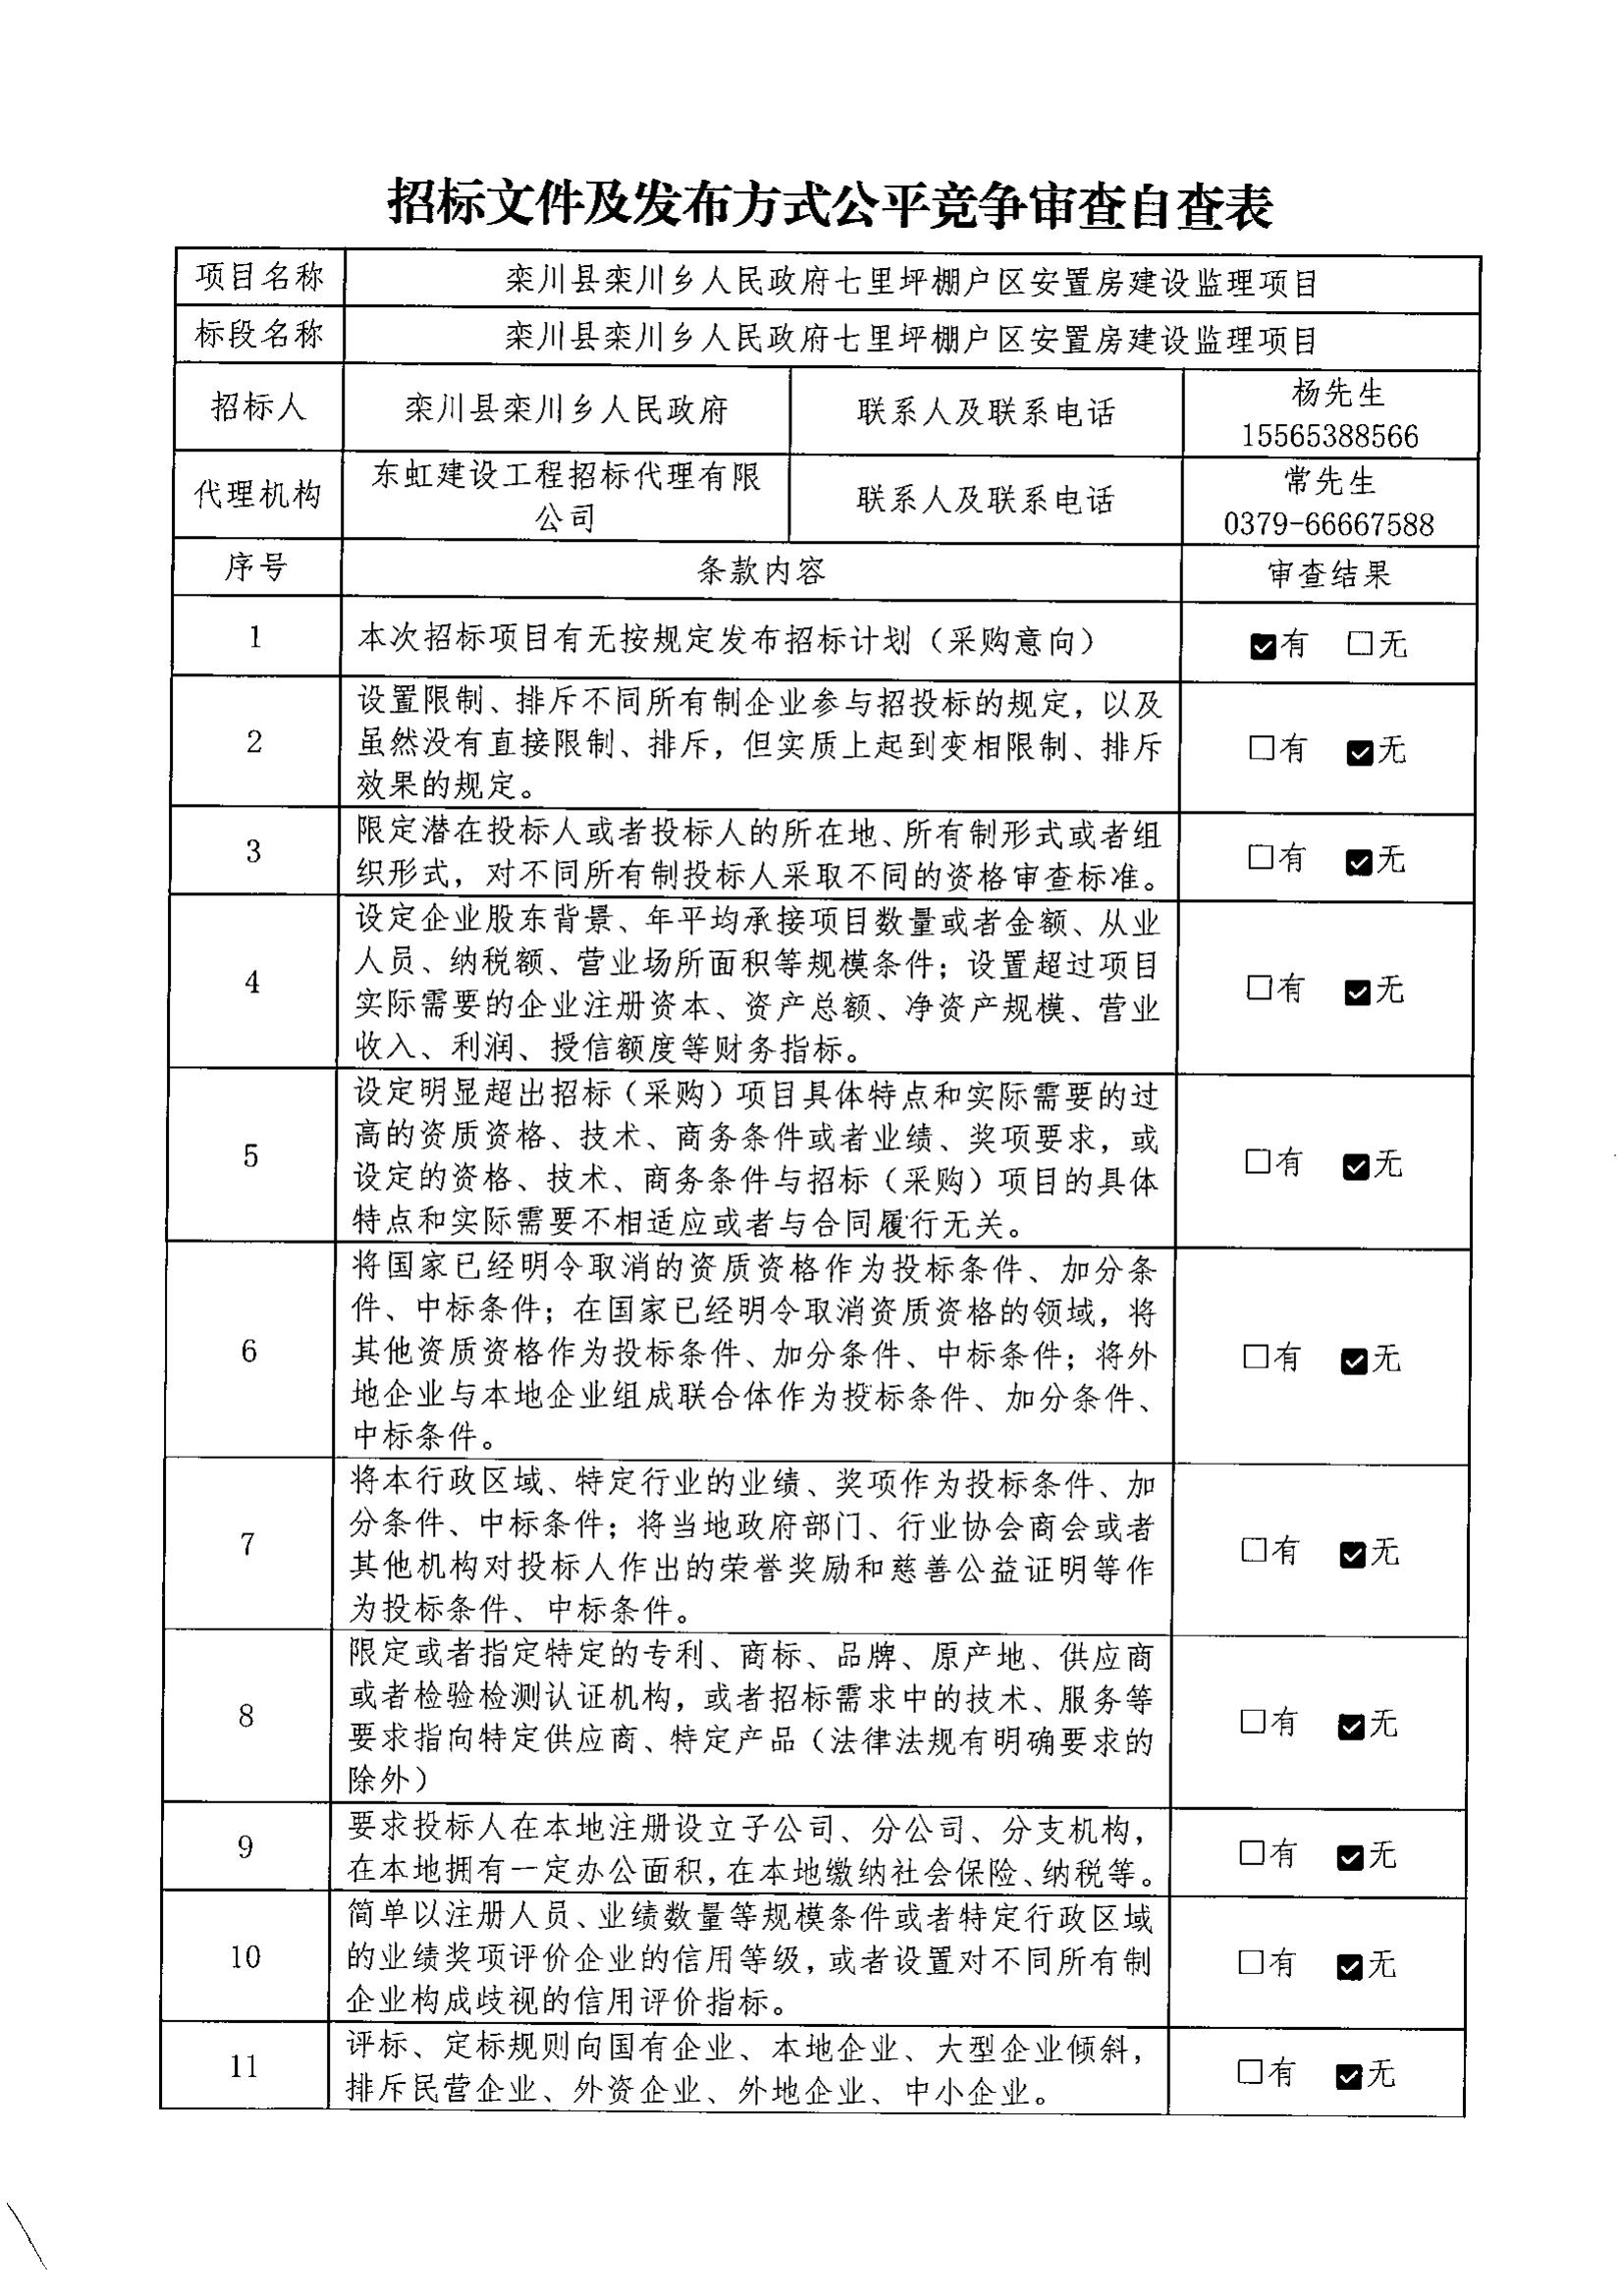 招标文件及发布方式公平竞争审查自查表
项目名称 栾川县栾川乡人民政府七里坪棚户区安置房建设监理项目
标段名称 栾川县栾川乡人民政府七里坪棚户区安置房建设监理项目
招标人 栾川县栾川乡人民政府 联系人及联系电话 杨先生
15565388566
代理机构 东虹建设工程招标代理有限
公司 联系人及联系电话 常先生
0379-66667588
序号 条款内容 审查结果
1 本次招标项目有无按规定发布招标计划（采购意向） ☑有 □无
2 设置限制、排斥不同所有制企业参与招投标的规定，以及
虽然没有直接限制、排斥，但实质上起到变相限制、排斥
效果的规定。 □有 ☑无
3 限定潜在投标人或者投标人的所在地、所有制形式或者组
织形式，对不同所有制投标人采取不同的资格审查标准。 □有 ☑无
4 设定企业股东背景、年平均承接项目数量或者金额、从业
人员、纳税额、营业场所面积等规模条件；设置超过项目
实际需要的企业注册资本、资产总额、净资产规模、营业
收入、利润、授信额度等财务指标。 □有 ☑无
5 设定明显超出招标（采购）项目具体特点和实际需要的过
高的资质资格、技术、商务条件或者业绩、奖项要求，或
设定的资格、技术、商务条件与招标（采购）项目的具体
特点和实际需要不相适应或者与合同履行无关。 □有 ☑无
6 将国家已经明令取消的资质资格作为投标条件、加分条
件、中标条件；在国家已经明令取消资质资格的领域，将
其他资质资格作为投标条件、加分条件、中标条件；将外
地企业与本地企业组成联合体作为投标条件、加分条件、
中标条件。 □有 ☑无
7 将本行政区域、特定行业的业绩、奖项作为投标条件、加
分条件、中标条件；将当地政府部门、行业协会商会或者
其他机构对投标人作出的荣誉奖励和慈善公益证明等作
为投标条件、中标条件。 □有 ☑无
8 限定或者指定特定的专利、商标、品牌、原产地、供应商
或者检验检测认证机构，或者招标需求中的技术、服务等
要求指向特定供应商、特定产品（法律法规有明确要求的
除外） □有 ☑无
9 要求投标人在本地注册设立子公司、分公司、分支机构，
在本地拥有一定办公面积，在本地缴纳社会保险、纳税等。 □有 ☑无
10 简单以注册人员、业绩数量等规模条件或者特定行政区域
的业绩奖项评价企业的信用等级，或者设置对不同所有制
企业构成歧视的信用评价指标。 □有 ☑无
11 评标、定标规则向国有企业、本地企业、大型企业倾斜，
排斥民营企业、外资企业、外地企业、中小企业。 □有 ☑无